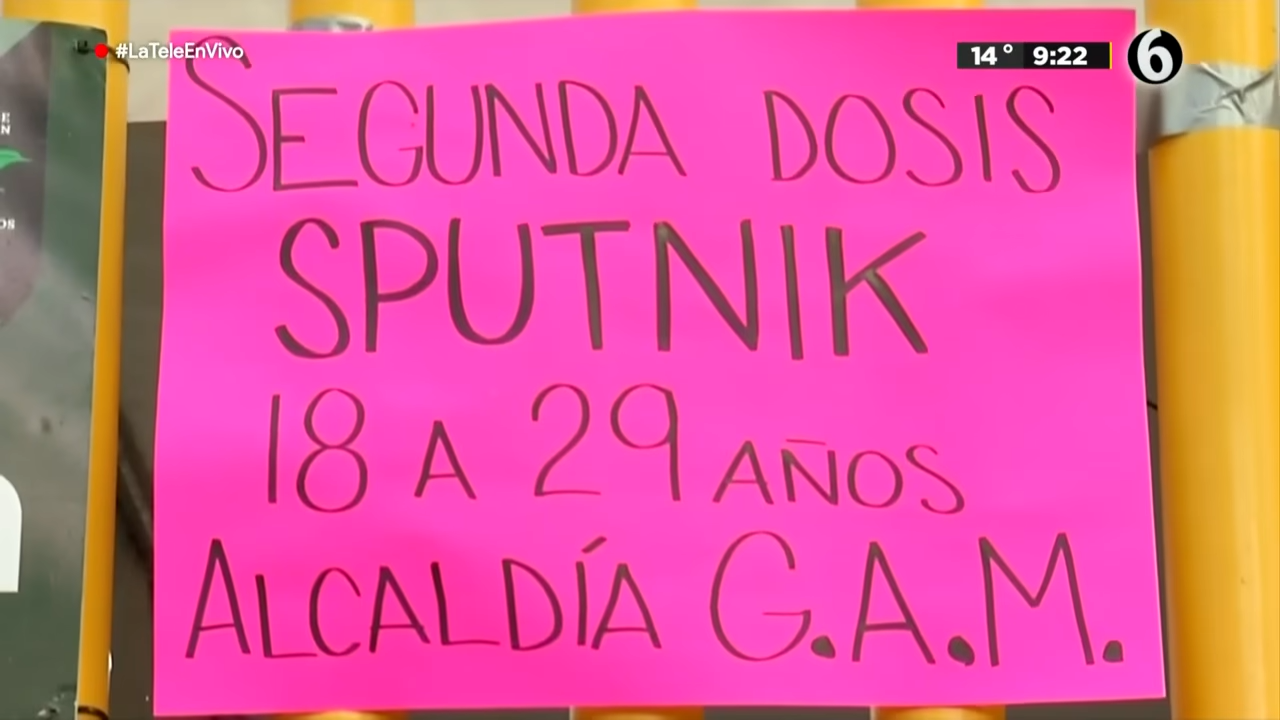 #LaTeleEnVivo
14° 9:22 6
SEGUNDA DOSIS
SPUTNIK
18 A 29 AÑOS
ALCALDÍA G.A.M.